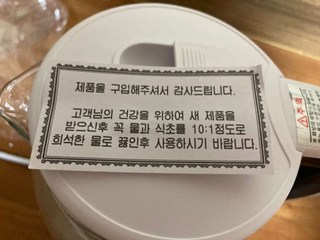 제품을 구입해주셔서 감사드립니다.
고객님의 건강을 위하여 새 제품을
받으신후 꼭 물과 식초를 10:1정도로
희석한 물로 끓인후 사용하시기 바랍니다.